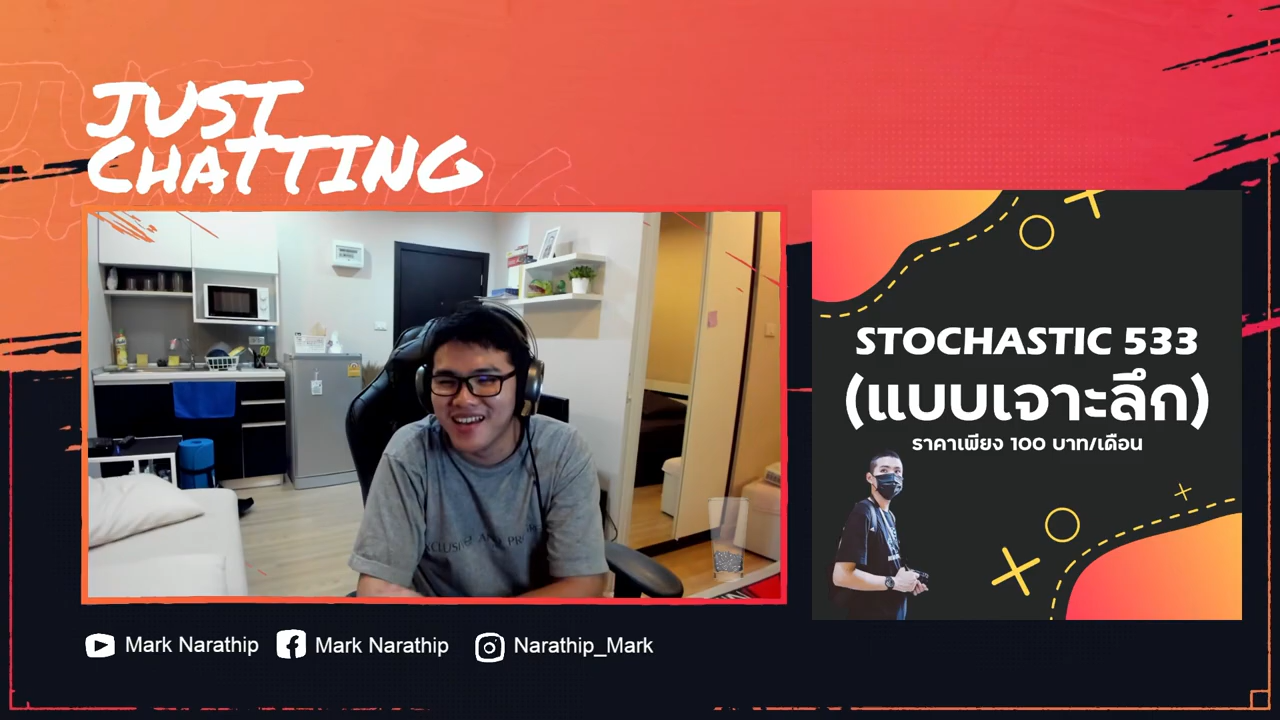 JUST
CHATTING
STOCHASTIC 533
(แบบเจาะลึก)
ราคาเพียง 100 บาท/เดือน
Mark Narathip
Mark Narathip
Narathip_Mark